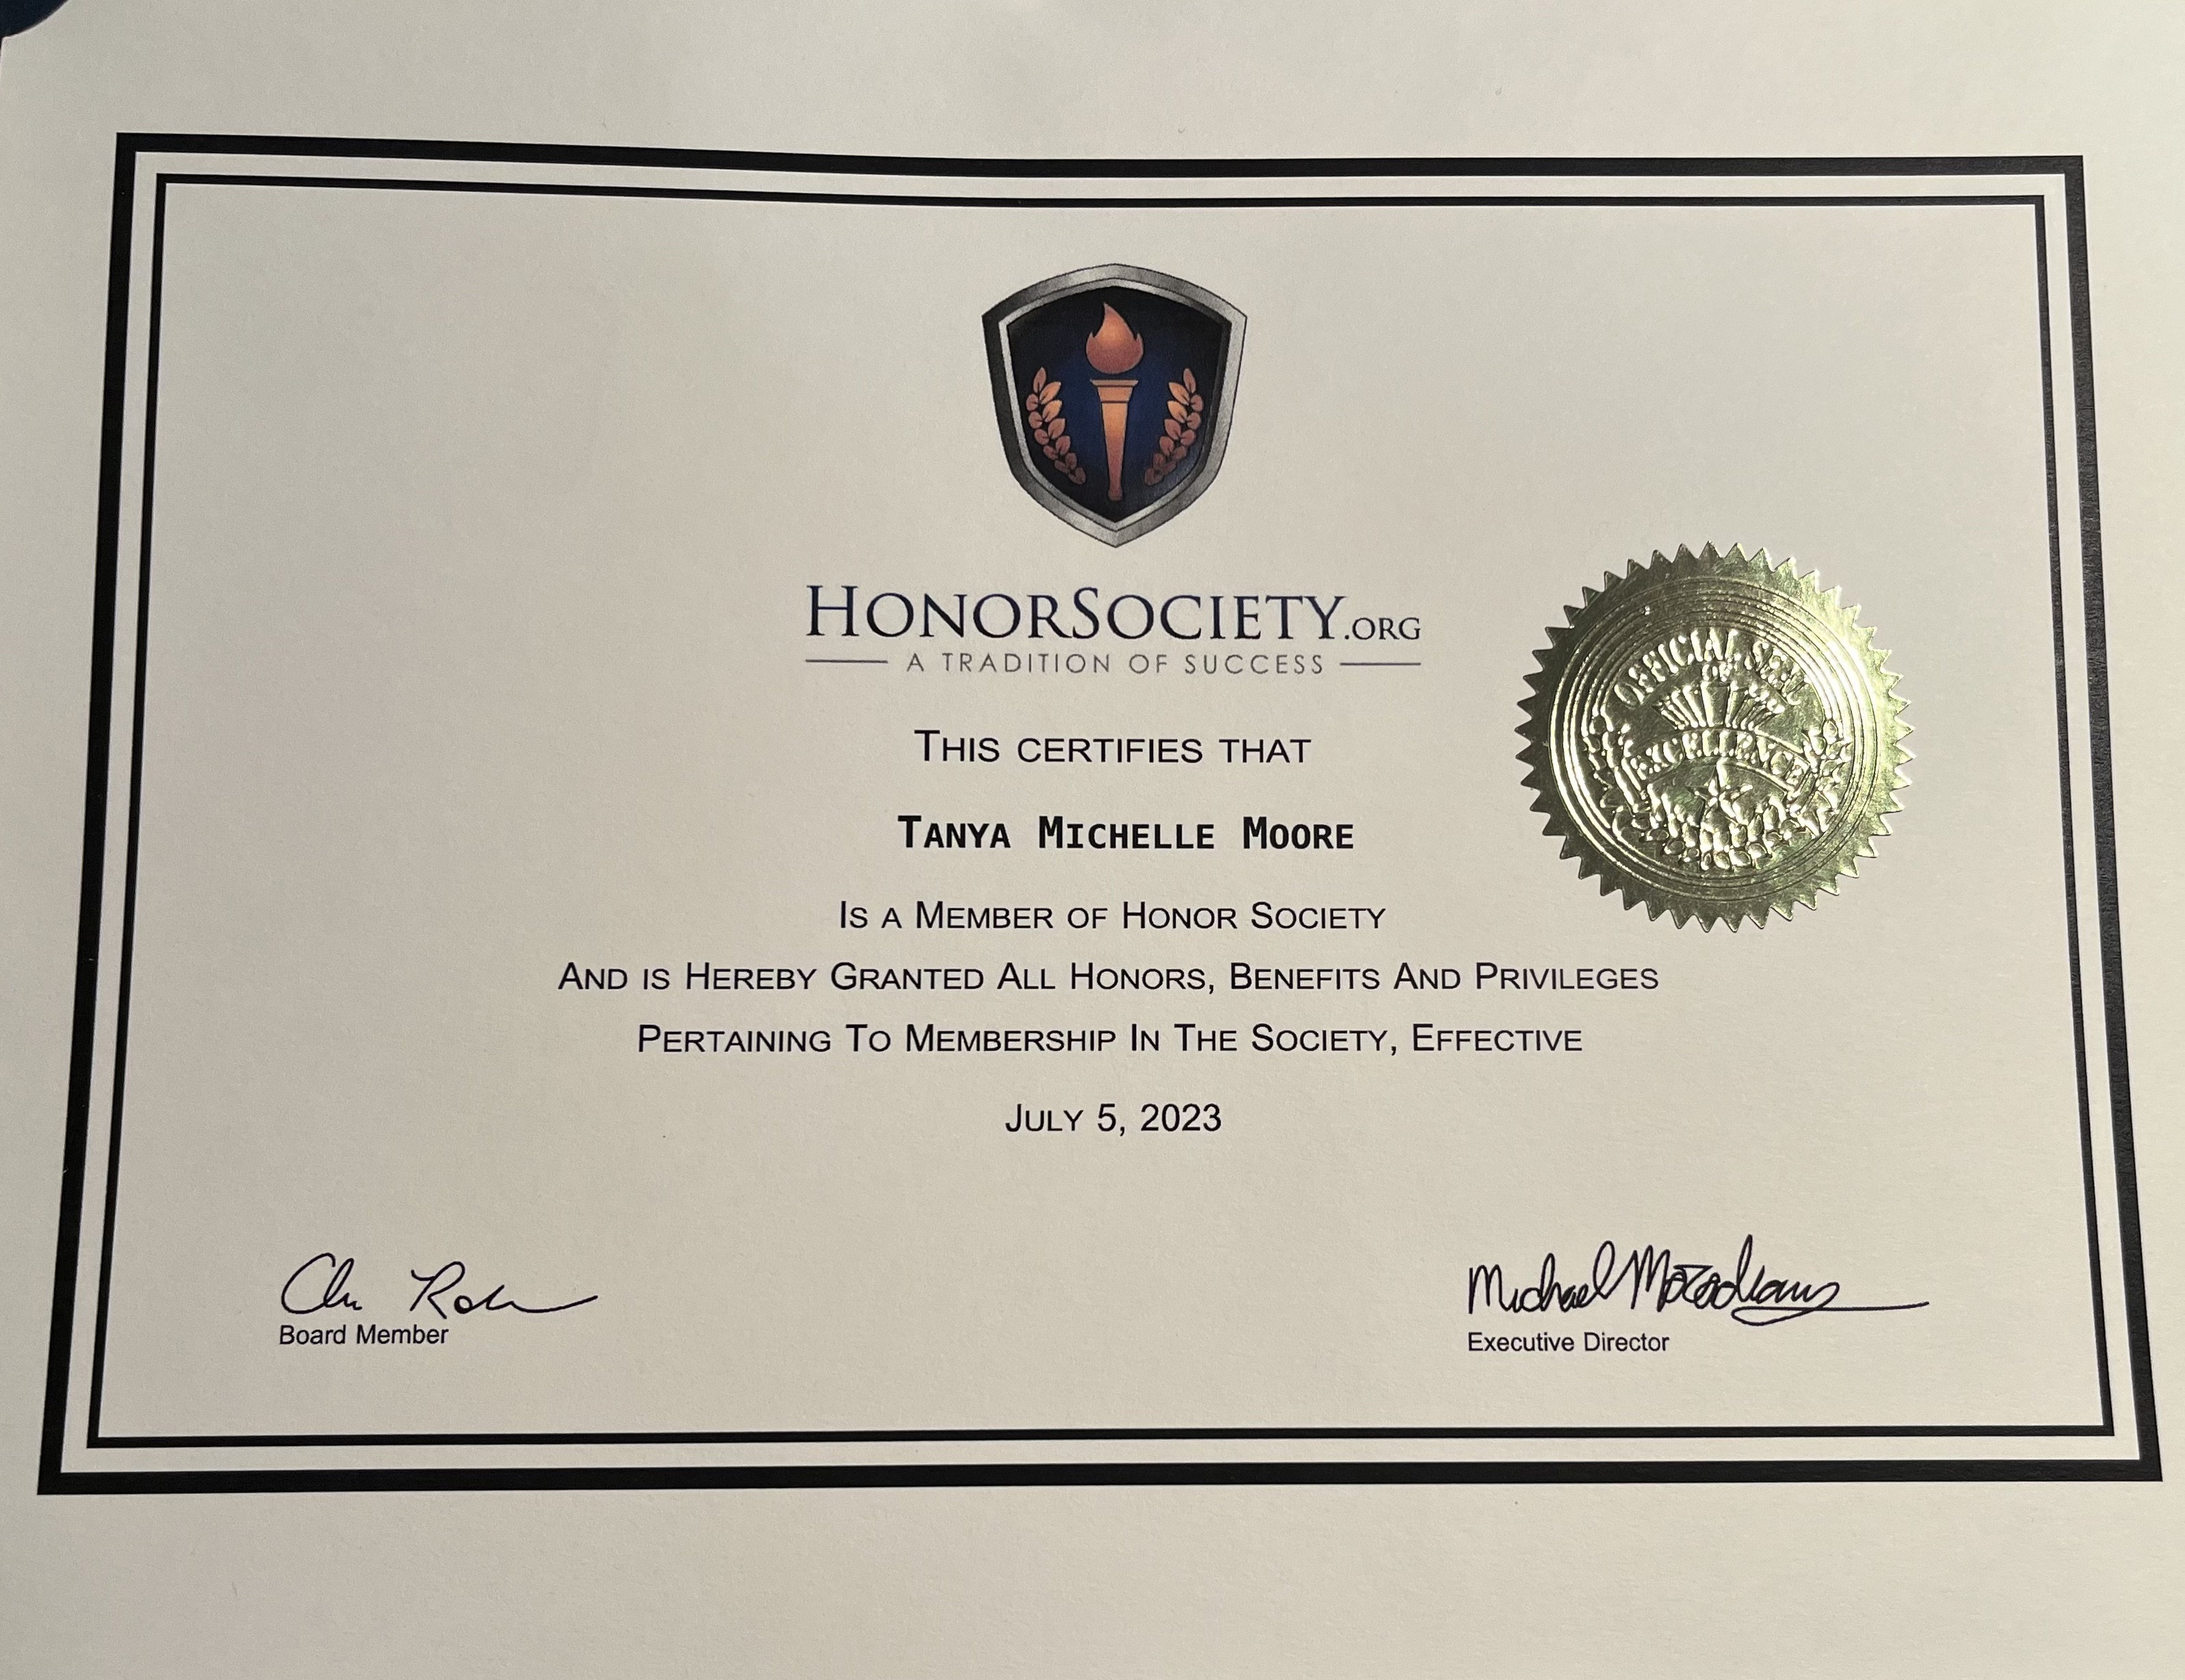 HONORSOCIETY.ORG
A TRADITION OF SUCCESS
THIS CERTIFIES THAT
TANYA MICHELLE MOORE
IS A MEMBER OF HONOR SOCIETY
AND IS HEREBY GRANTED ALL HONORS, BENEFITS AND PRIVILEGES
PERTAINING TO MEMBERSHIP IN THE SOCIETY, EFFECTIVE
JULY 5, 2023
OFFICIAL SEAL
OF
EXCELLENCE
Board Member
Michael
Executive Director